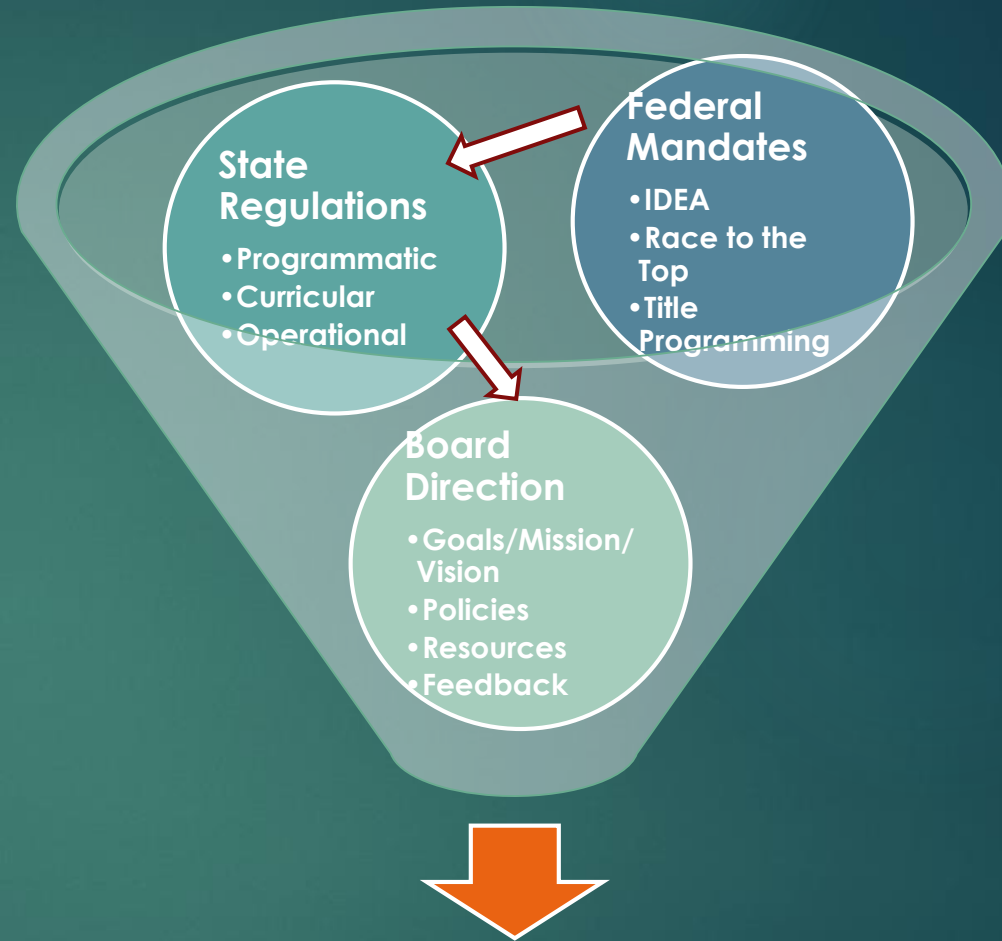 State
Regulations
•Programmatic
•Curricular
•Operational
Federal
Mandates
•IDEA
•Race to the
Top
•Title
Programming
Board
Direction
•Goals/Mission/
Vision
•Policies
•Resources
•Feedback